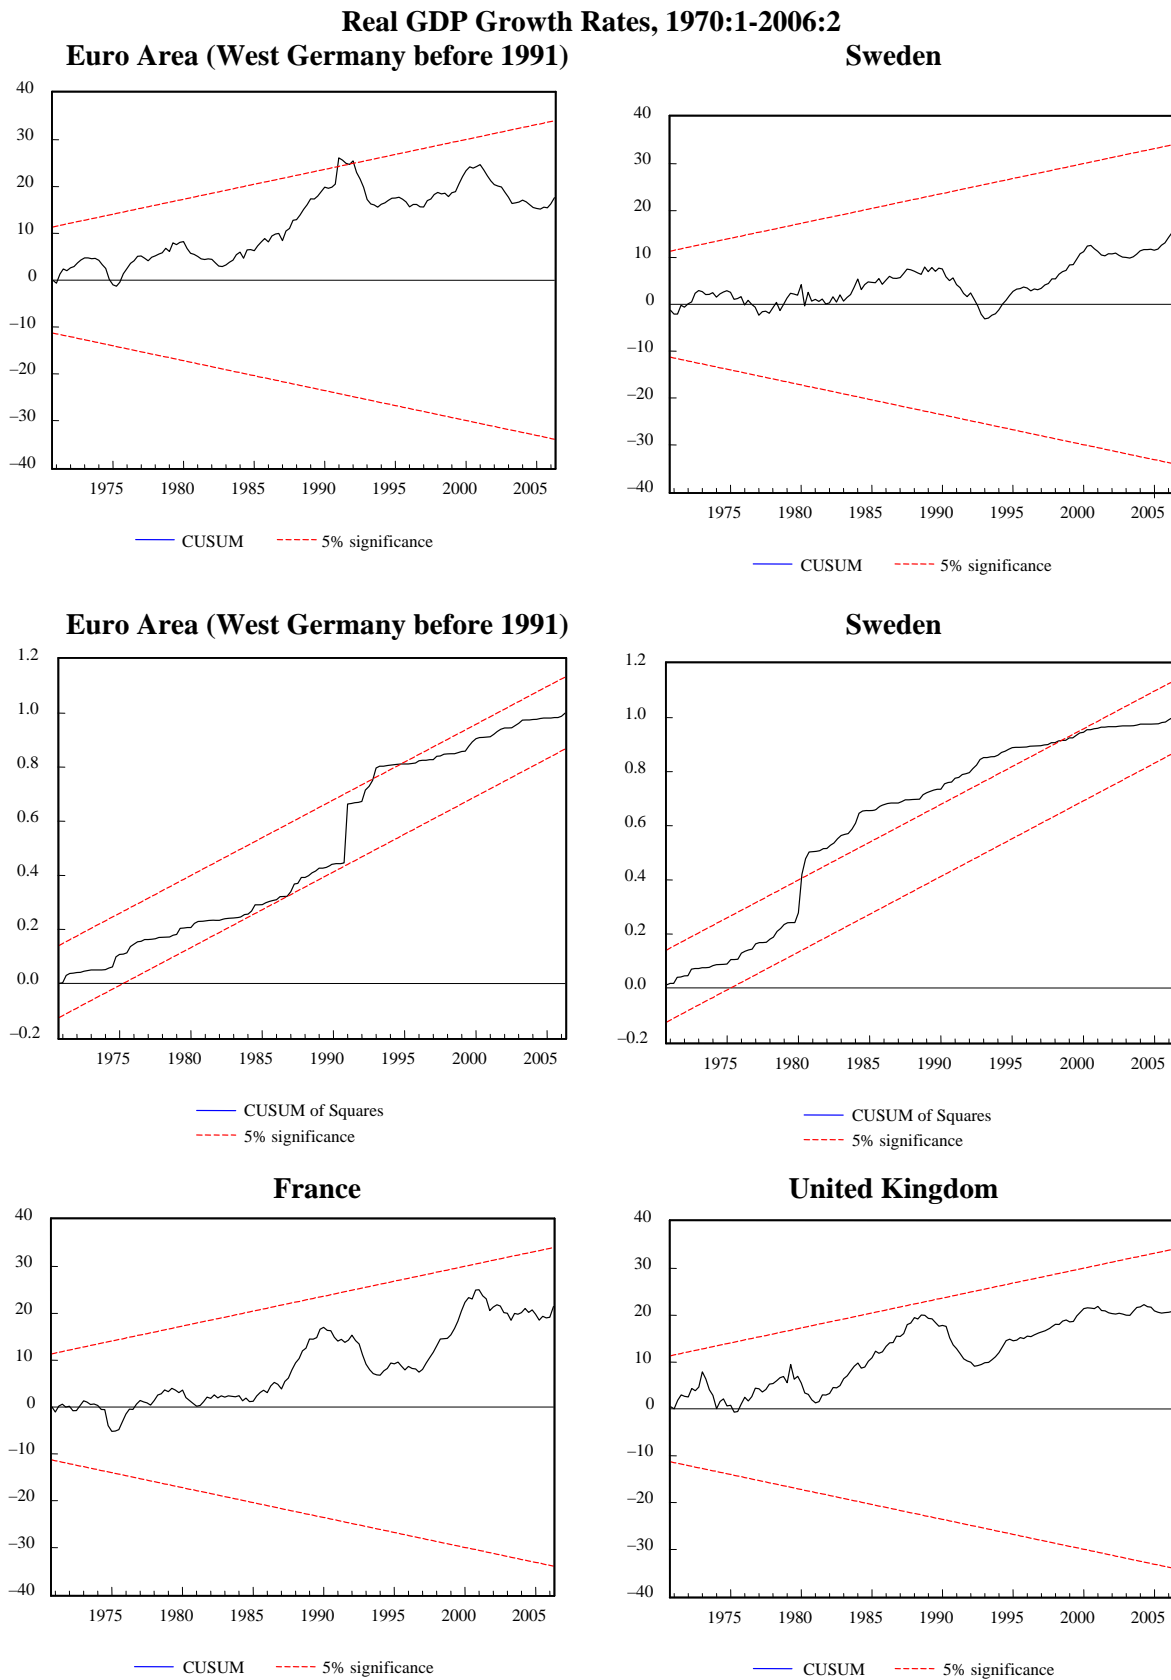 Real GDP Growth Rates, 1970:1-2006:2
Euro Area (West Germany before 1991)
40
30
20
10
0
–10
–20
–30
–40
1975 1980 1985 1990 1995 2000 2005
CUSUM 5% significance
Sweden
40
30
20
10
0
–10
–20
–30
–40
1975 1980 1985 1990 1995 2000 2005
CUSUM 5% significance
Euro Area (West Germany before 1991)
1.2
1.0
0.8
0.6
0.4
0.2
0.0
–0.2
1975 1980 1985 1990 1995 2000 2005
CUSUM of Squares
5% significance
Sweden
1.2
1.0
0.8
0.6
0.4
0.2
0.0
–0.2
1975 1980 1985 1990 1995 2000 2005
CUSUM of Squares
5% significance
France
40
30
20
10
0
–10
–20
–30
–40
1975 1980 1985 1990 1995 2000 2005
CUSUM 5% significance
United Kingdom
40
30
20
10
0
–10
–20
–30
–40
1975 1980 1985 1990 1995 2000 2005
CUSUM 5% significance